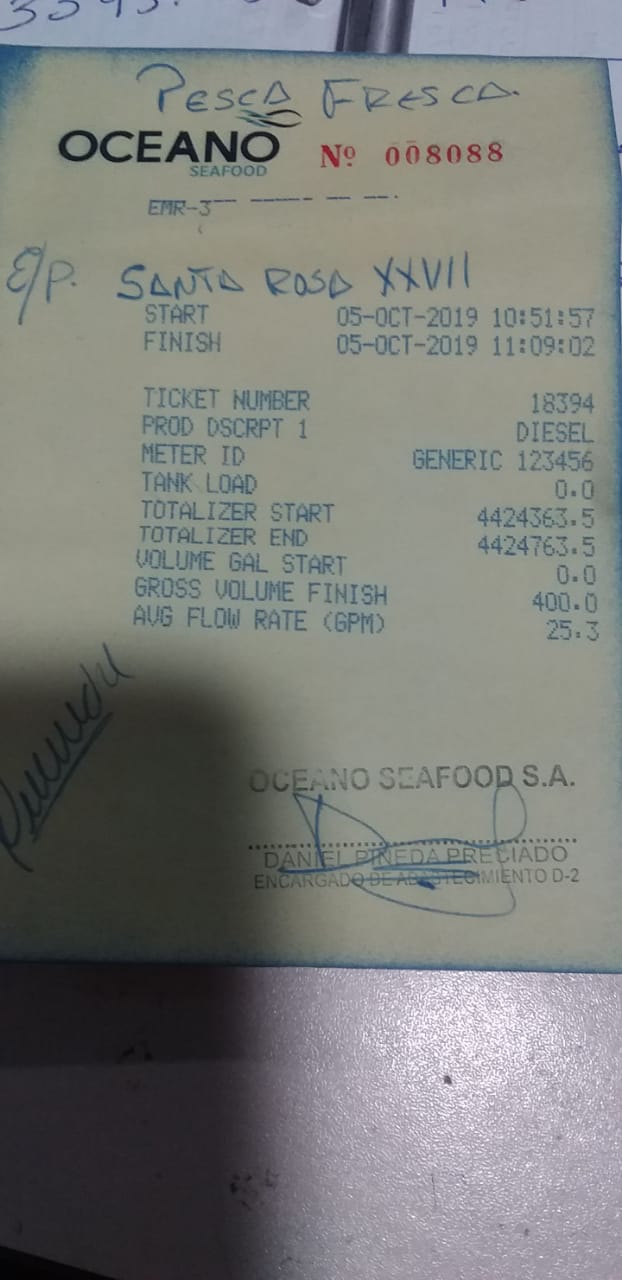 PESCA FRESCA.
OCEANO
SEAFOOD
Nº 008088
EMR-3
E/P. SANTA ROSA XXVII
START 05-OCT-2019 10:51:57
FINISH 05-OCT-2019 11:09:02
TICKET NUMBER 18394
PROD DSCRPT 1 DIESEL
METER ID GENERIC 123456
TANK LOAD 0.0
TOTALIZER START 4424363.5
TOTALIZER END 4424763.5
VOLUME GAL START 0.0
GROSS VOLUME FINISH 400.0
AVG FLOW RATE (GPM) 25.3
OCEANO SEAFOOD S.A.
DANIEL PINEDA PRECIADO
ENCARGADO DE ABASTECIMIENTO D-2